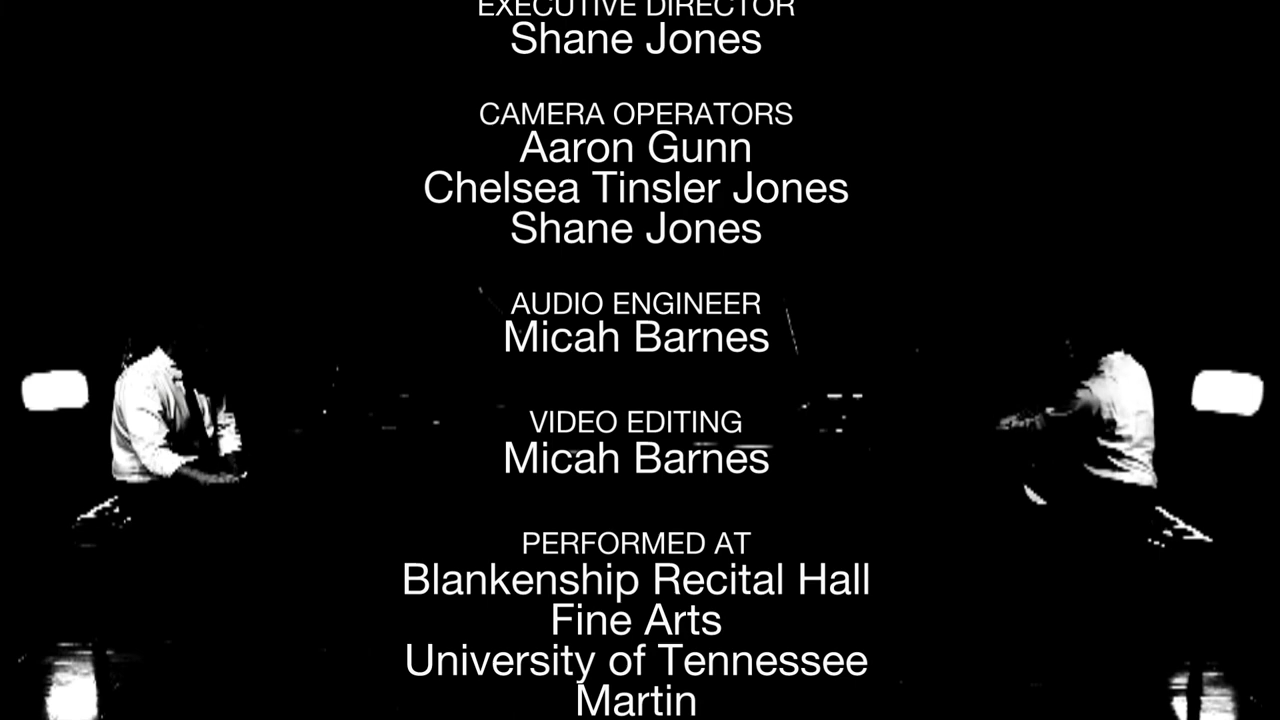 EXECUTIVE DIRECTOR
Shane Jones
CAMERA OPERATORS
Aaron Gunn
Chelsea Tinsler Jones
Shane Jones
AUDIO ENGINEER
Micah Barnes
VIDEO EDITING
Micah Barnes
PERFORMED AT
Blankenship Recital Hall
Fine Arts
University of Tennessee
Martin